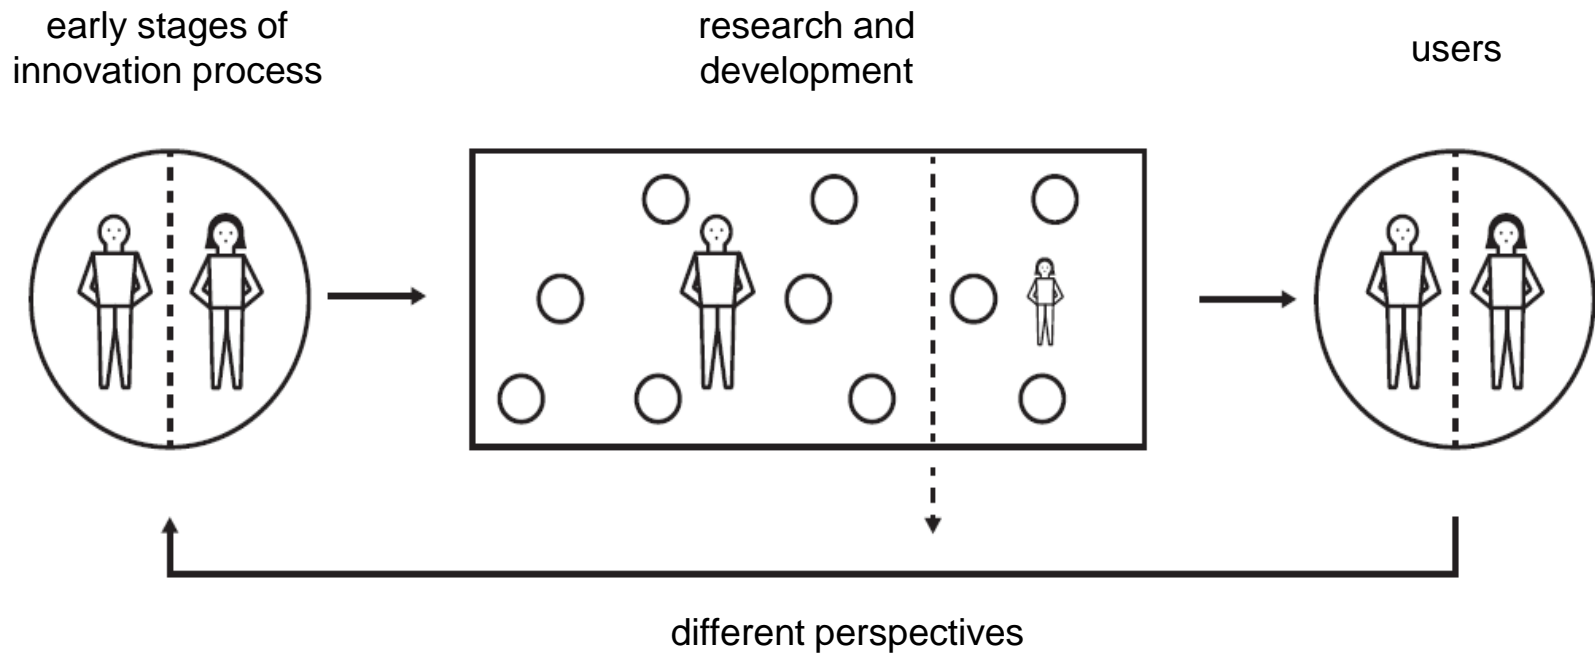 early stages of
innovation process
research and
development
users
different perspectives